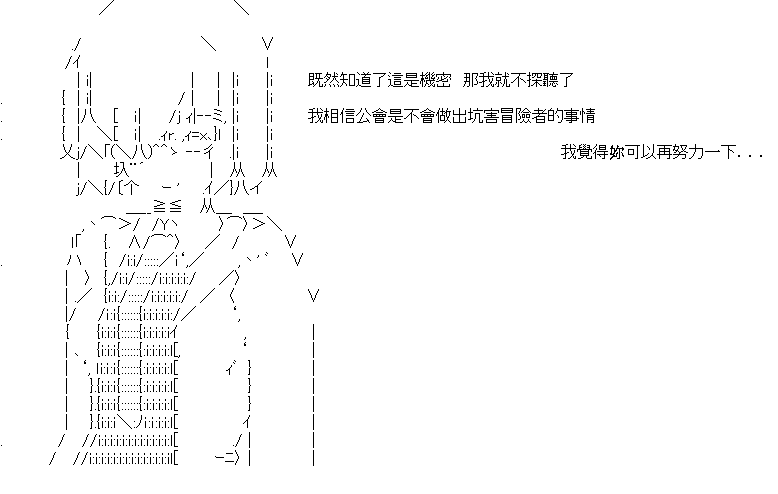 既然知道了這是機密　那我就不探聽了
我相信公會是不會做出坑害冒險者的事情
我覺得妳可以再努力一下...